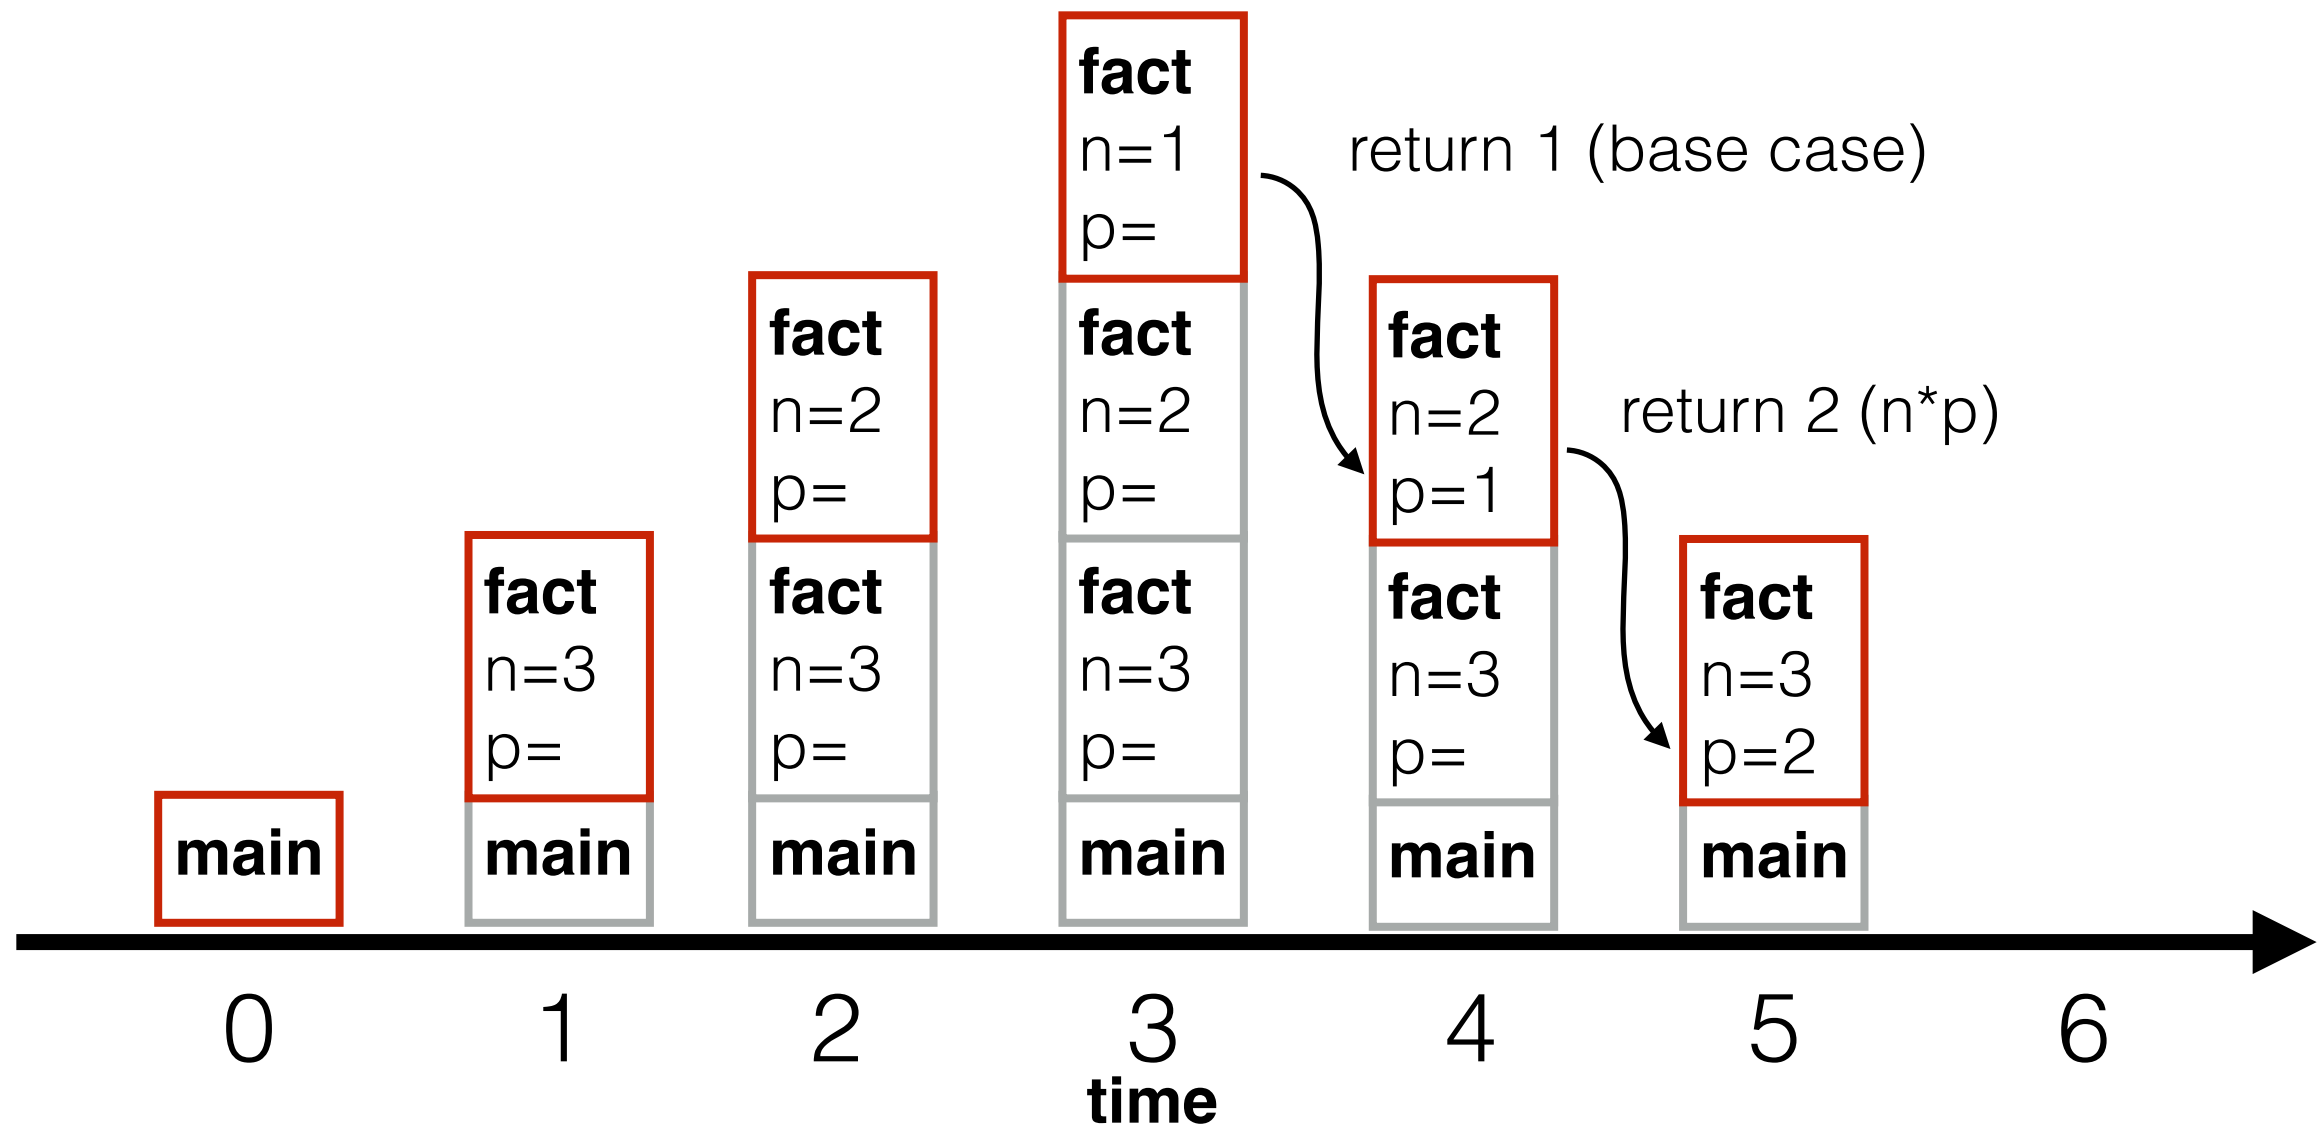 main
fact
n=3
p=
main
fact
n=2
p=
fact
n=3
p=
main
fact
n=1
p=
fact
n=2
p=
fact
n=3
p=
main
return 1 (base case)
fact
n=2
p=1
fact
n=3
p=
main
return 2 (n*p)
fact
n=3
p=2
main
0 1 2 3 4 5 6
time